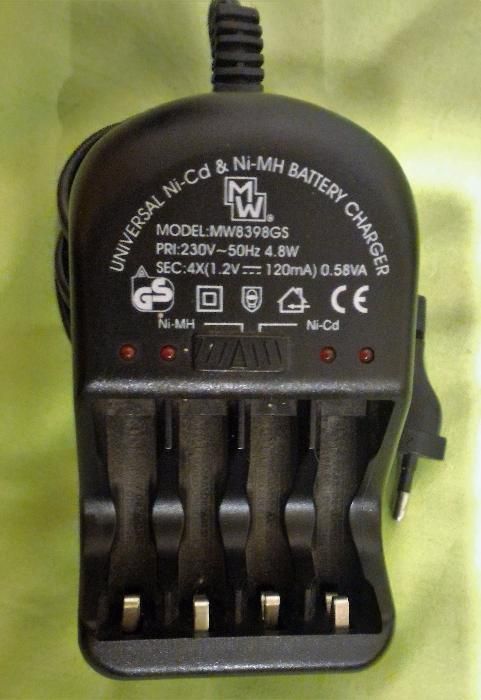 UNIVERSAL Ni-Cd & Ni-MH BATTERY CHARGER
MW®
MODEL:MW8398GS
PRI:230V~50Hz 4.8W
SEC:4X(1.2V⎓120mA) 0.58VA
GS CE
Ni-MH Ni-Cd